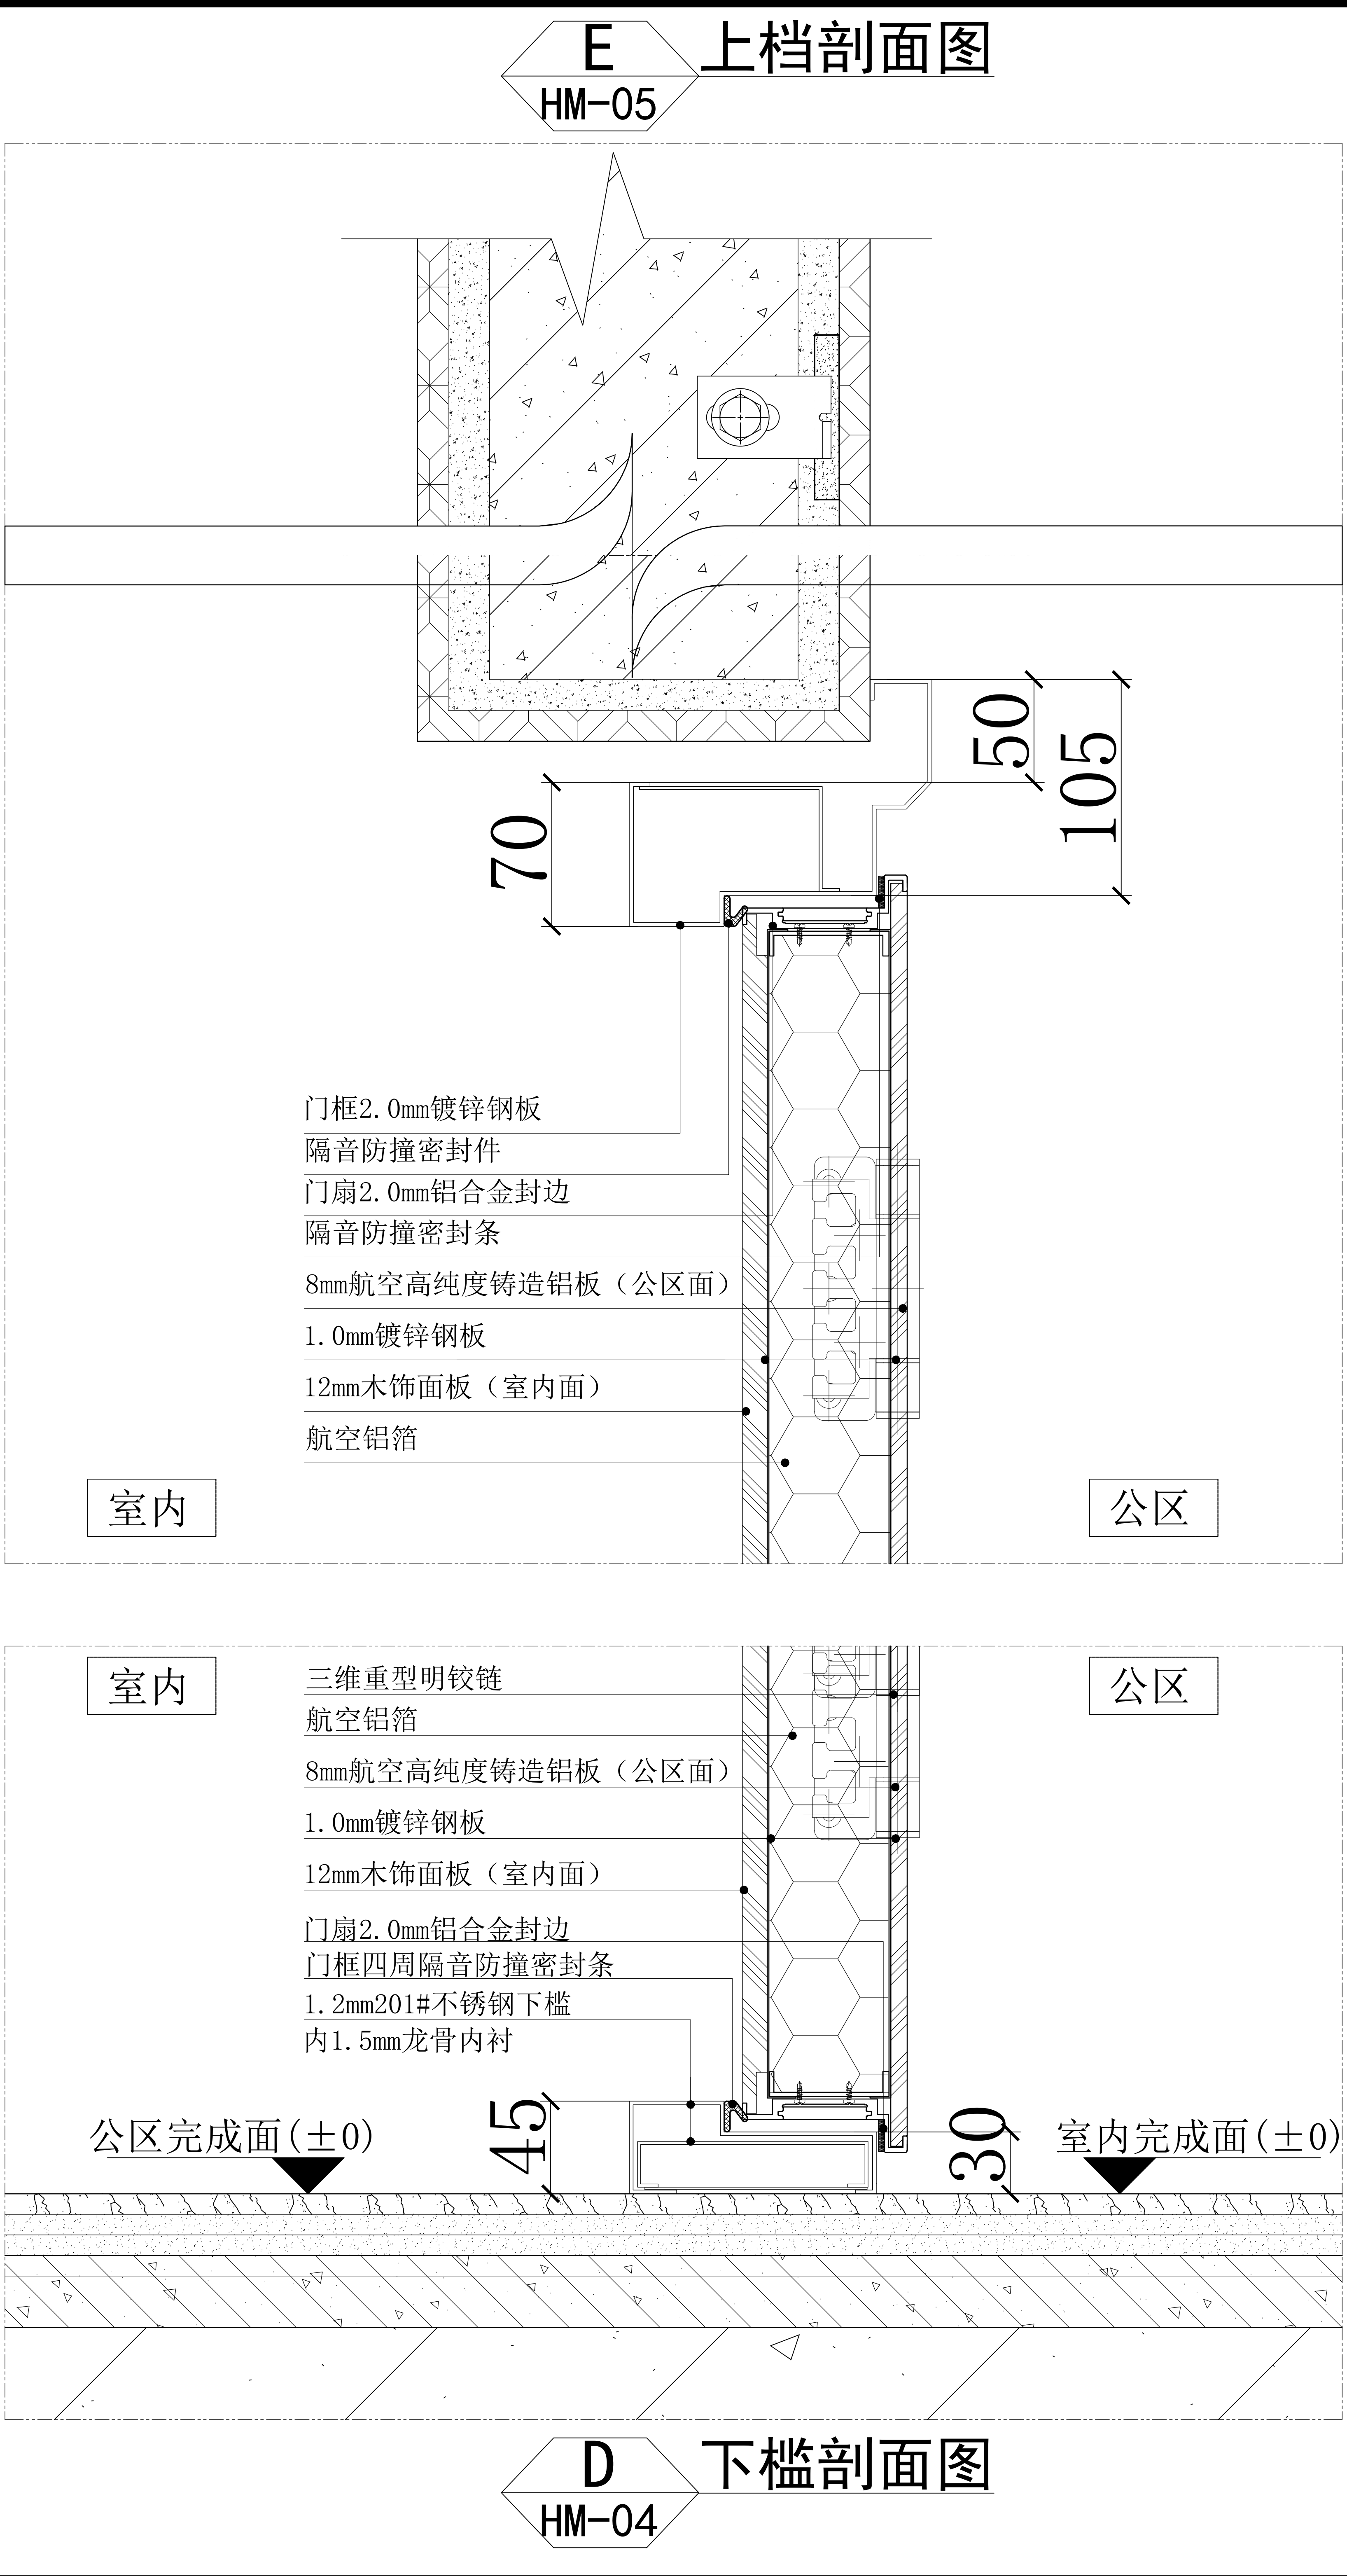 E
HM-05
上档剖面图
50
105
70
门框2.0mm镀锌钢板
隔音防撞密封件
门扇2.0mm铝合金封边
隔音防撞密封条
8mm航空高纯度铸造铝板（公区面）
1.0mm镀锌钢板
12mm木饰面板（室内面）
航空铝箔
室内
公区
室内
公区
三维重型明铰链
航空铝箔
8mm航空高纯度铸造铝板（公区面）
1.0mm镀锌钢板
12mm木饰面板（室内面）
门扇2.0mm铝合金封边
门框四周隔音防撞密封条
1.2mm201#不锈钢下槛
内1.5mm龙骨内衬
45
30
公区完成面(±0)
室内完成面(±0)
D
HM-04
下槛剖面图